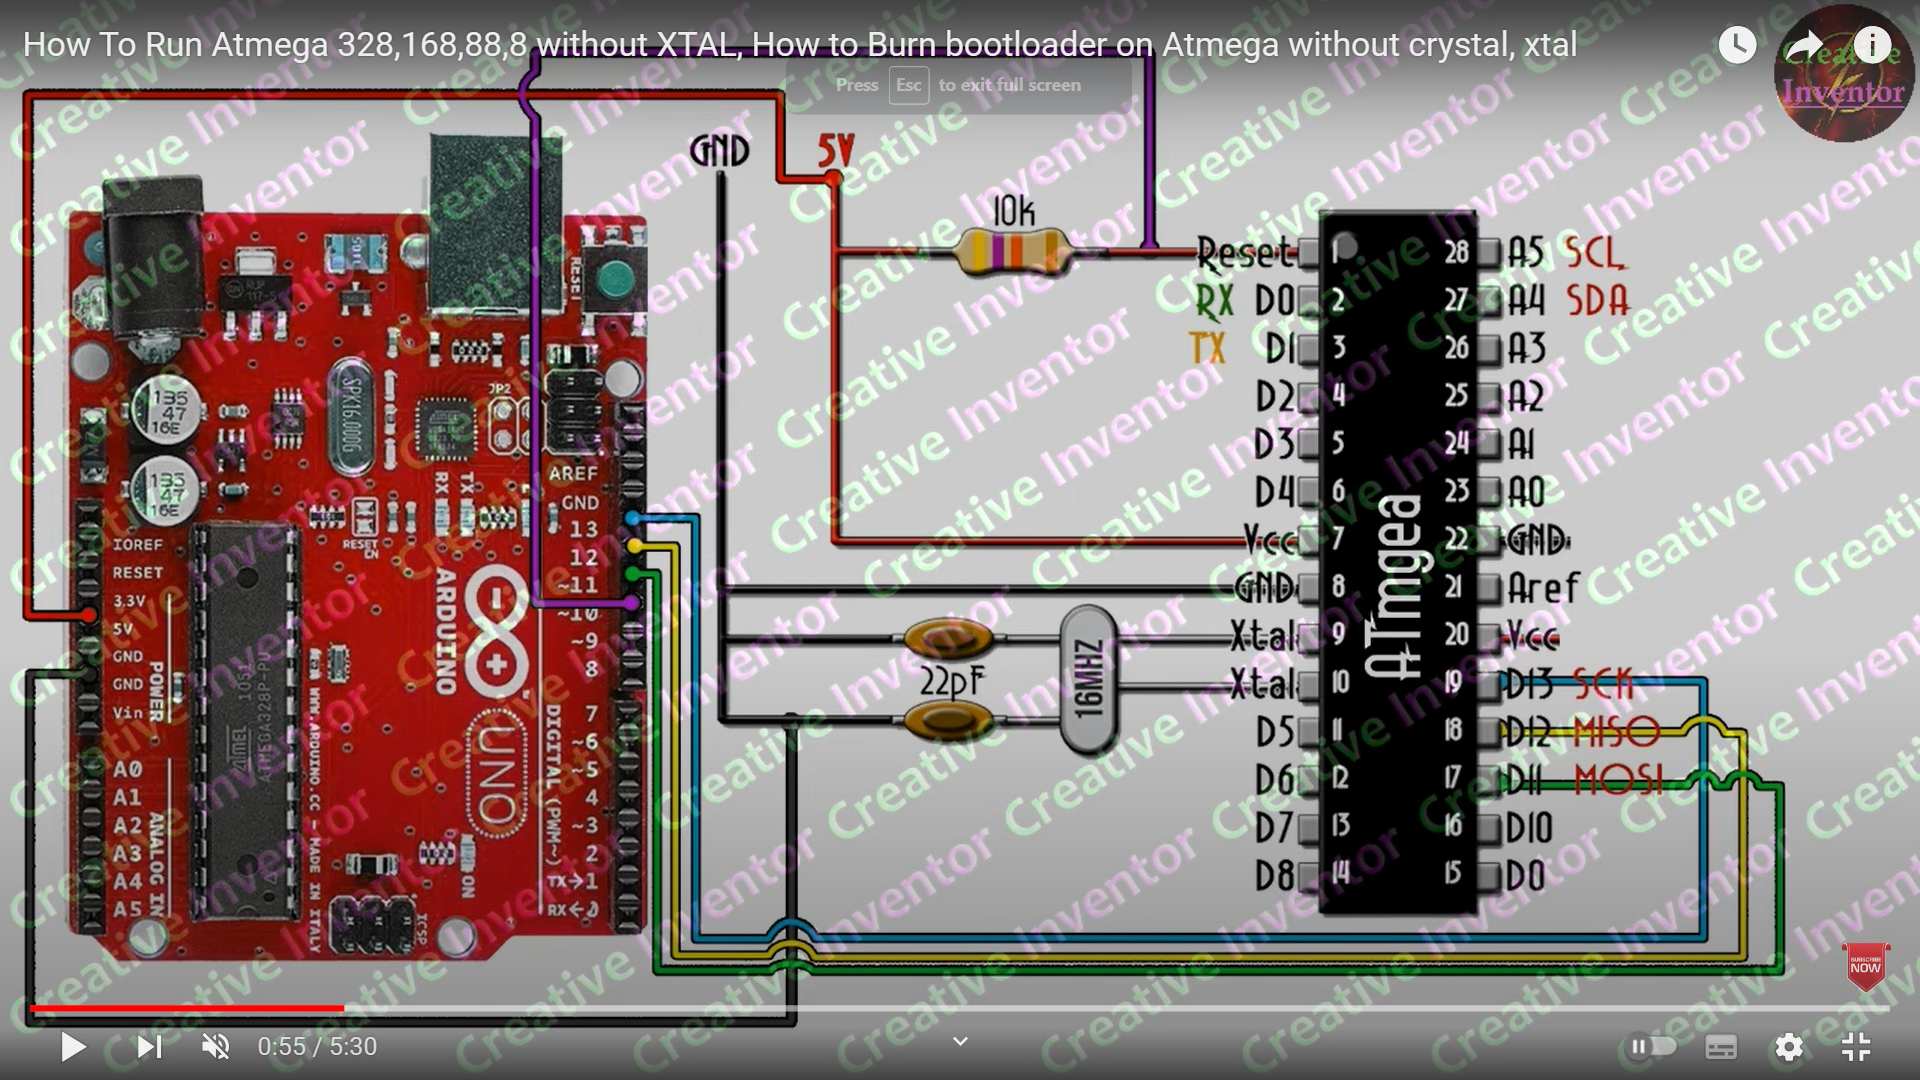 How To Run Atmega 328,168,88,8 without XTAL, How to Burn bootloader on Atmega without crystal, xtal
Press Esc to exit full screen
Creative
Inventor
GND
5V
10k
Reset 1 28 A5 SCL
RX D0 2 27 A4 SDA
TX D1 3 26 A3
D2 4 25 A2
D3 5 24 A1
D4 6 23 A0
Vcc 7 22 GND
GND 8 21 Aref
Xtal 9 20 Vcc
Xtal 10 19 D13 SCK
D5 11 18 D12 MISO
D6 12 17 D11 MOSI
D7 13 16 D10
D8 14 15 D0
ATmgea
22pF
16MHZ
RESET
JP2
135
47
16E
135
47
16E
SPK16.000G
RX
TX
RESET
EN
AREF
GND
13
12
~11
~10
~9
8
7
~6
~5
4
~3
2
TX→1
RX←0
DIGITAL (PWM~)
IOREF
RESET
3.3V
5V
GND
GND
Vin
POWER
A0
A1
A2
A3
A4
A5
ANALOG IN
ARDUINO
UNO
ATMEL
ATMEGA328P-PU
1051
WWW.ARDUINO.CC - MADE IN ITALY
ON
ICSP
Creative Inventor
SUBSCRIBE
NOW
0:55 / 5:30